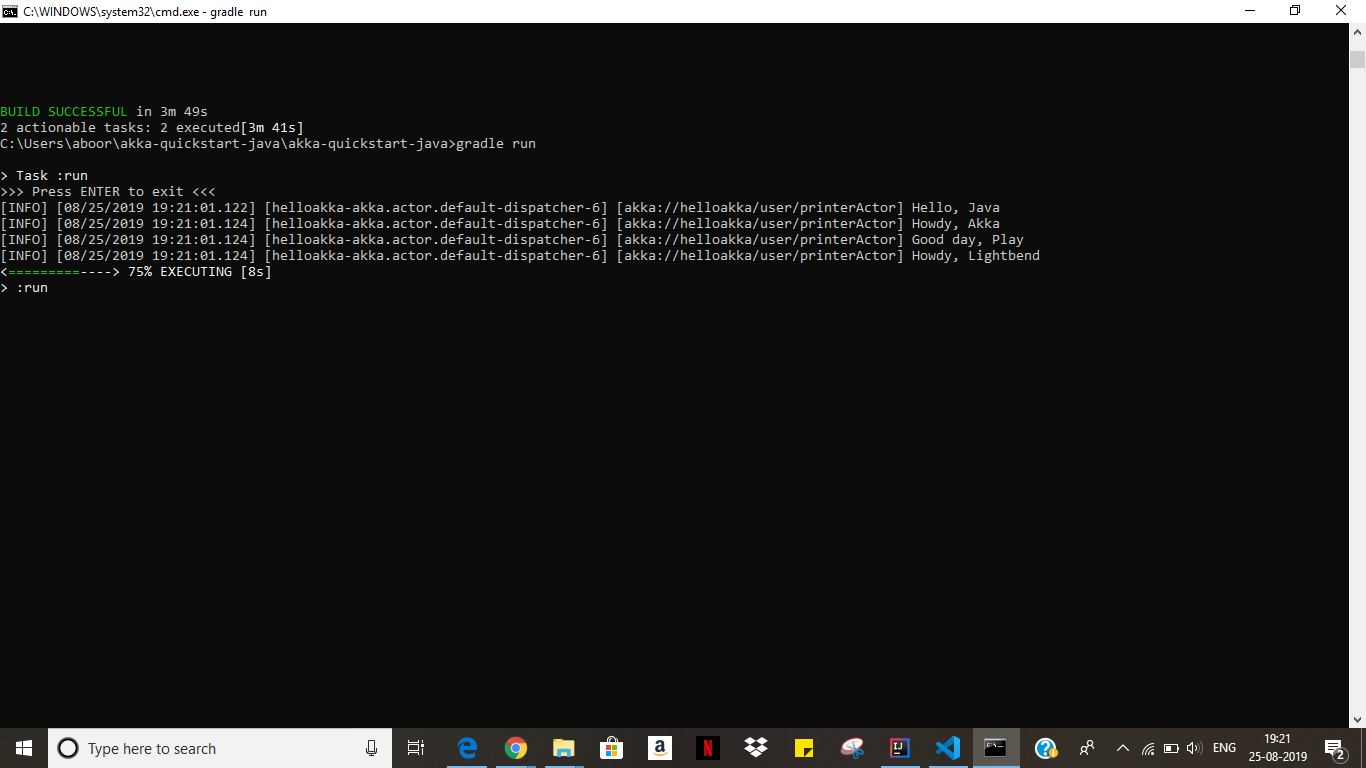 C:\WINDOWS\system32\cmd.exe - gradle  run
BUILD SUCCESSFUL in 3m 49s
2 actionable tasks: 2 executed[3m 41s]
C:\Users\aboor\akka-quickstart-java\akka-quickstart-java>gradle run
> Task :run
>>> Press ENTER to exit <<<
[INFO] [08/25/2019 19:21:01.122] [helloakka-akka.actor.default-dispatcher-6] [akka://helloakka/user/printerActor] Hello, Java
[INFO] [08/25/2019 19:21:01.124] [helloakka-akka.actor.default-dispatcher-6] [akka://helloakka/user/printerActor] Howdy, Akka
[INFO] [08/25/2019 19:21:01.124] [helloakka-akka.actor.default-dispatcher-6] [akka://helloakka/user/printerActor] Good day, Play
[INFO] [08/25/2019 19:21:01.124] [helloakka-akka.actor.default-dispatcher-6] [akka://helloakka/user/printerActor] Howdy, Lightbend
<=========----> 75% EXECUTING [8s]
> :run
Type here to search
ENG
19:21
25-08-2019
2